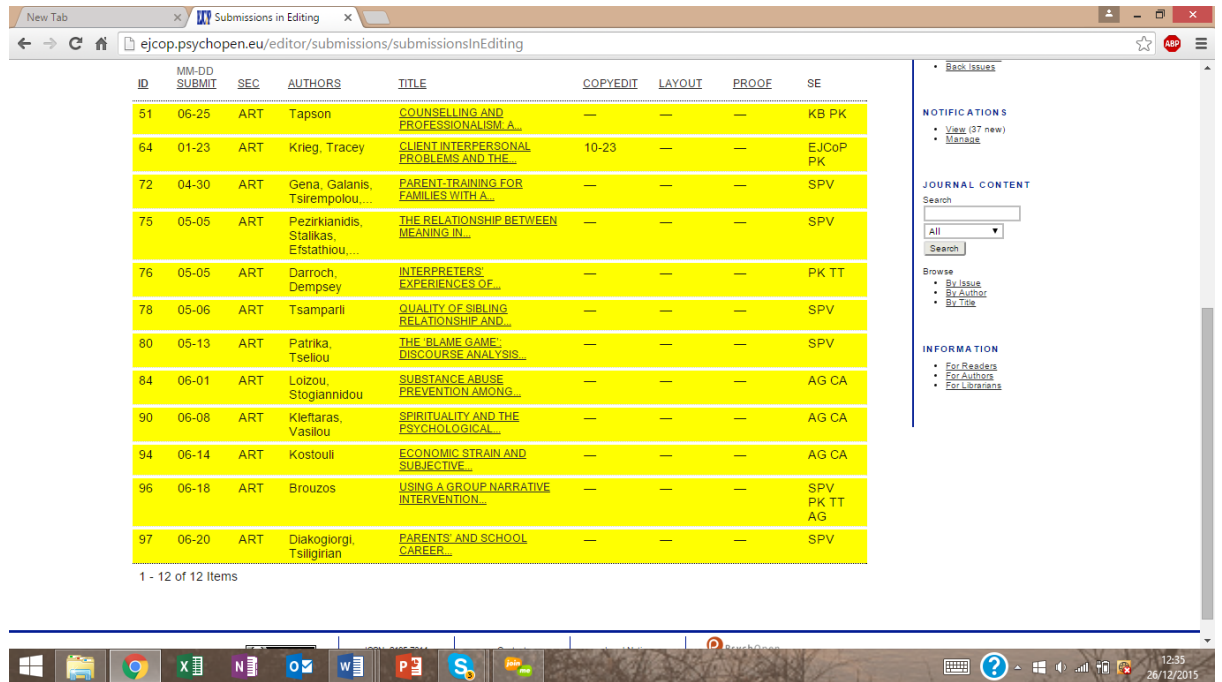 New Tab
Submissions in Editing
ejcop.psychopen.eu/editor/submissions/submissionsInEditing
ABP
MM-DD
ID SUBMIT SEC AUTHORS TITLE COPYEDIT LAYOUT PROOF SE
51 06-25 ART Tapson COUNSELLING AND — — — KB PK
PROFESSIONALISM: A...
64 01-23 ART Krieg, Tracey CLIENT INTERPERSONAL 10-23 — — EJCoP
PROBLEMS AND THE... PK
72 04-30 ART Gena, Galanis, PARENT-TRAINING FOR — — — SPV
Tsirempolou,... FAMILIES WITH A...
75 05-05 ART Pezirkianidis, THE RELATIONSHIP BETWEEN — — — SPV
Stalikas, MEANING IN...
Efstathiou,...
76 05-05 ART Darroch, INTERPRETERS' — — — PK TT
Dempsey EXPERIENCES OF...
78 05-06 ART Tsamparli QUALITY OF SIBLING — — — SPV
RELATIONSHIP AND...
80 05-13 ART Patrika, THE 'BLAME GAME': — — — SPV
Tseliou DISCOURSE ANALYSIS...
84 06-01 ART Loizou, SUBSTANCE ABUSE — — — AG CA
Stogiannidou PREVENTION AMONG...
90 06-08 ART Kleftaras, SPIRITUALITY AND THE — — — AG CA
Vasilou PSYCHOLOGICAL...
94 06-14 ART Kostouli ECONOMIC STRAIN AND — — — AG CA
SUBJECTIVE...
96 06-18 ART Brouzos USING A GROUP NARRATIVE — — — SPV
INTERVENTION... PK TT
AG
97 06-20 ART Diakogiorgi, PARENTS' AND SCHOOL — — — SPV
Tsiligirian CAREER...
1 - 12 of 12 Items
Back Issues
NOTIFICATIONS
View (37 new)
Manage
JOURNAL CONTENT
Search
All
Search
Browse
By Issue
By Author
By Title
INFORMATION
For Readers
For Authors
For Librarians
PsychOpen
join.me
12:35
26/12/2015